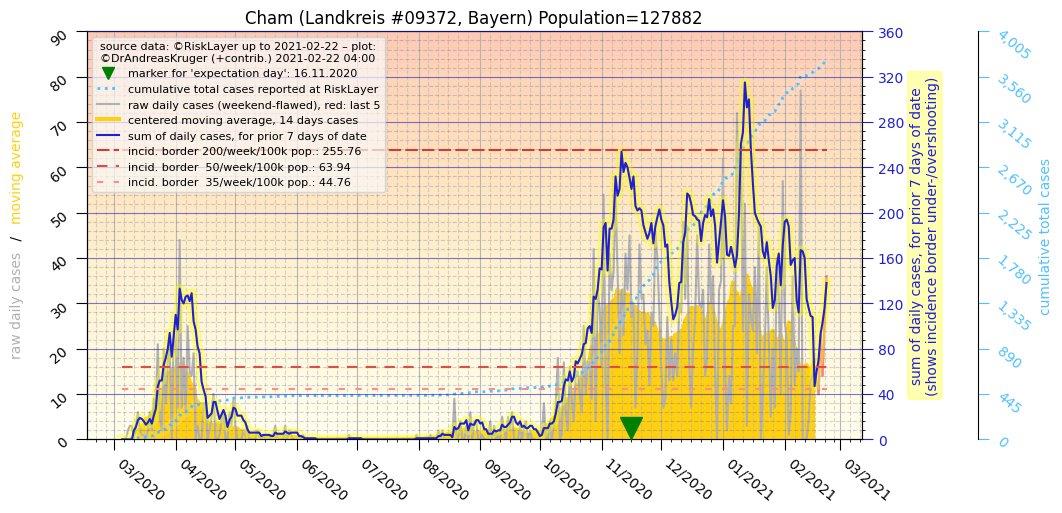 Cham (Landkreis #09372, Bayern) Population=127882
source data: ©RiskLayer up to 2021-02-22 – plot:
©DrAndreasKruger (+contrib.) 2021-02-22 04:00
marker for 'expectation day': 16.11.2020
cumulative total cases reported at RiskLayer
raw daily cases (weekend-flawed), red: last 5
centered moving average, 14 days cases
sum of daily cases, for prior 7 days of date
incid. border 200/week/100k pop.: 255.76
incid. border  50/week/100k pop.: 63.94
incid. border  35/week/100k pop.: 44.76
raw daily cases / moving average
90
80
70
60
50
40
30
20
10
0
03/2020
04/2020
05/2020
06/2020
07/2020
08/2020
09/2020
10/2020
11/2020
12/2020
01/2021
02/2021
03/2021
360
320
280
240
200
160
120
80
40
0
sum of daily cases, for prior 7 days of date
(shows incidence border under-/overshooting)
4,005
3,560
3,115
2,670
2,225
1,780
1,335
890
445
0
cumulative total cases